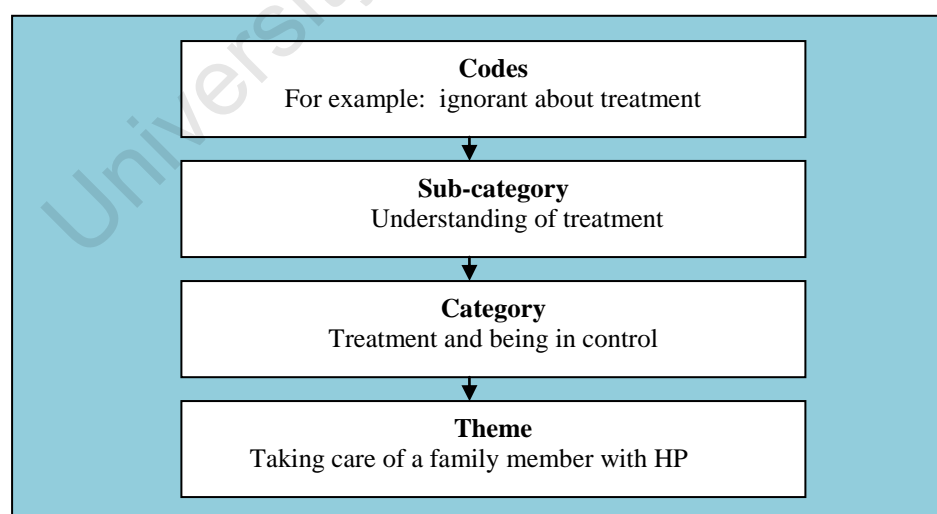 Codes
For example: ignorant about treatment
Sub-category
Understanding of treatment
Category
Treatment and being in control
Theme
Taking care of a family member with HP